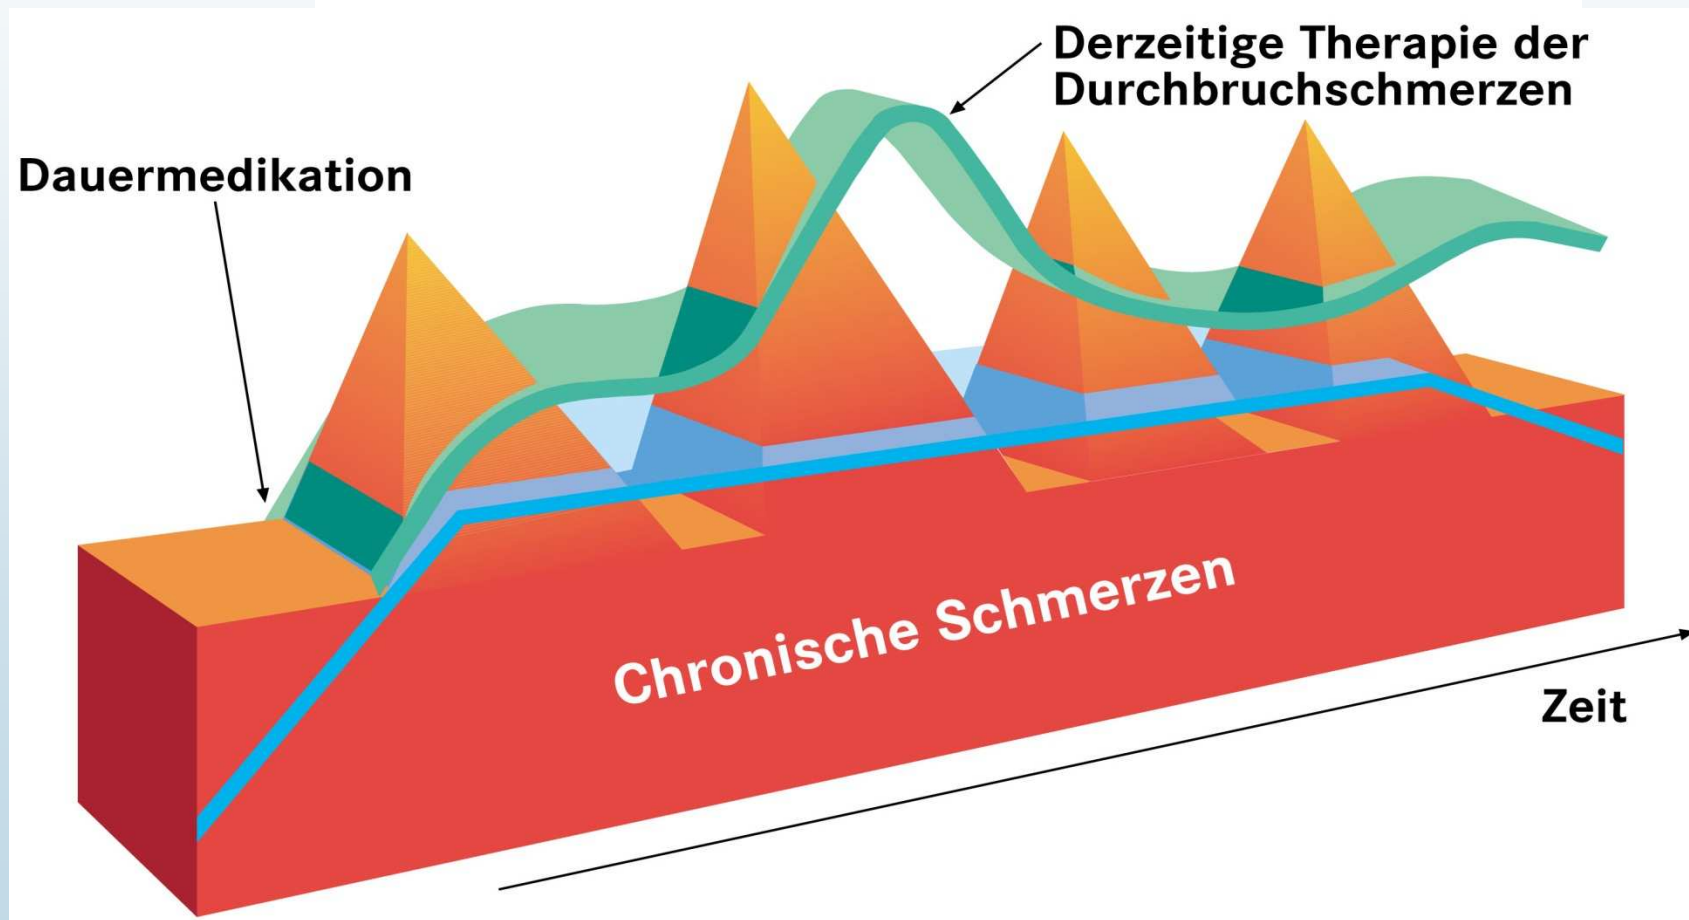 Derzeitige Therapie der
Durchbruchschmerzen
Dauermedikation
Chronische Schmerzen
Zeit